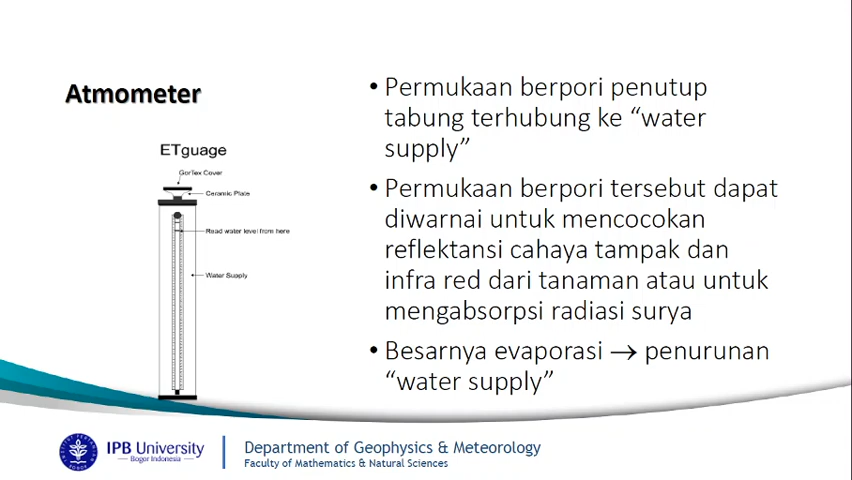 Atmometer
ETguage
GorTex Cover
Ceramic Plate
Read water level from here
Water Supply
• Permukaan berpori penutup
tabung terhubung ke “water
supply”
• Permukaan berpori tersebut dapat
diwarnai untuk mencocokan
reflektansi cahaya tampak dan
infra red dari tanaman atau untuk
mengabsorpsi radiasi surya
• Besarnya evaporasi → penurunan
“water supply”
IPB University
Bogor Indonesia
Department of Geophysics & Meteorology
Faculty of Mathematics & Natural Sciences